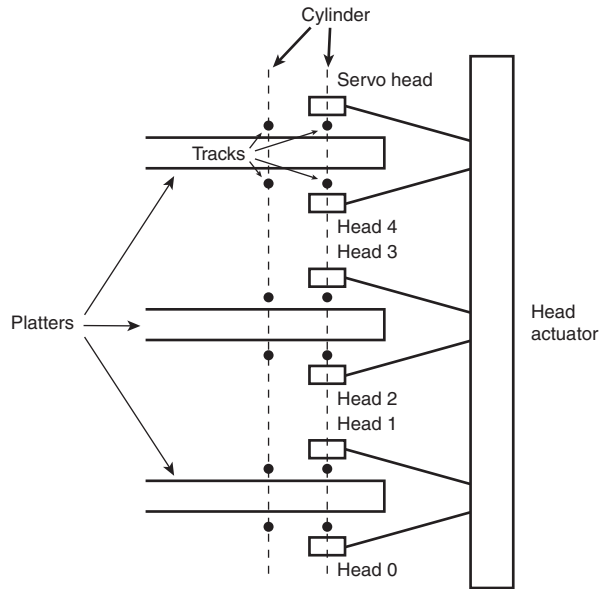 Cylinder
Servo head
Tracks
Head 4
Head 3
Platters
Head
actuator
Head 2
Head 1
Head 0